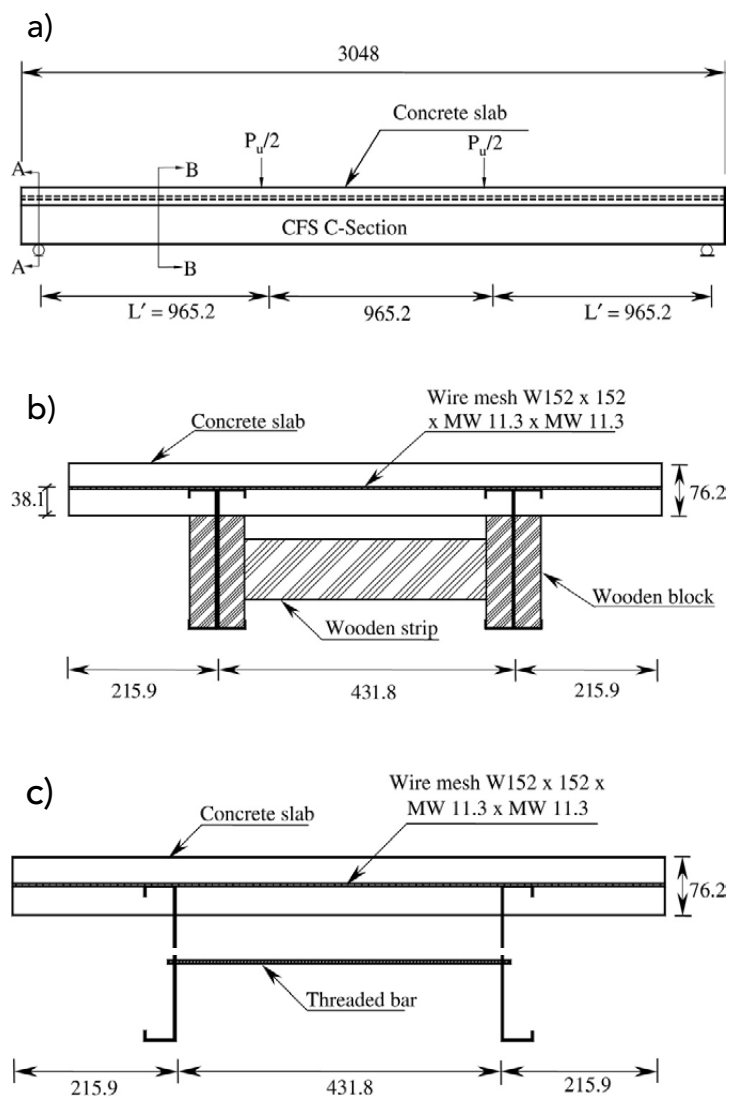 a)
3048
Concrete slab
Pu/2
Pu/2
A
B
CFS C-Section
A
B
L′ = 965.2
965.2
L′ = 965.2
b)
Wire mesh W152 x 152
x MW 11.3 x MW 11.3
Concrete slab
38.1
76.2
Wooden block
Wooden strip
215.9
431.8
215.9
c)
Wire mesh W152 x 152 x
MW 11.3 x MW 11.3
Concrete slab
76.2
Threaded bar
215.9
431.8
215.9